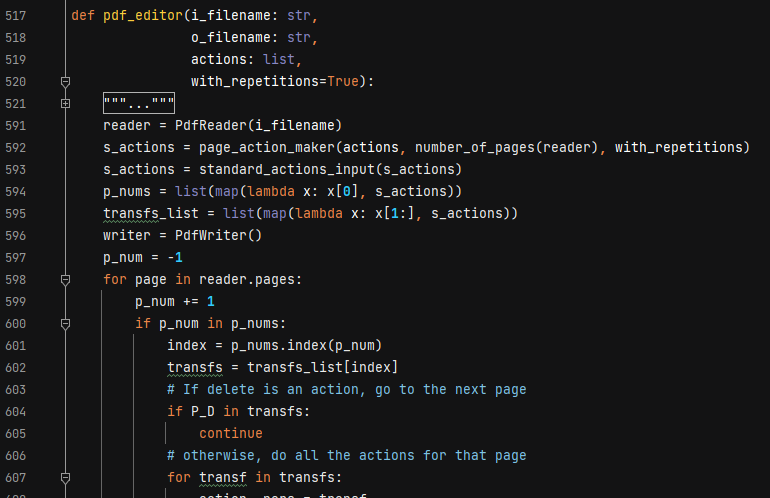 517 def pdf_editor(i_filename: str,
518 o_filename: str,
519 actions: list,
520 with_repetitions=True):
521 """..."""
591 reader = PdfReader(i_filename)
592 s_actions = page_action_maker(actions, number_of_pages(reader), with_repetitions)
593 s_actions = standard_actions_input(s_actions)
594 p_nums = list(map(lambda x: x[0], s_actions))
595 transfs_list = list(map(lambda x: x[1:], s_actions))
596 writer = PdfWriter()
597 p_num = -1
598 for page in reader.pages:
599 p_num += 1
600 if p_num in p_nums:
601 index = p_nums.index(p_num)
602 transfs = transfs_list[index]
603 # If delete is an action, go to the next page
604 if P_D in transfs:
605 continue
606 # otherwise, do all the actions for that page
607 for transf in transfs: